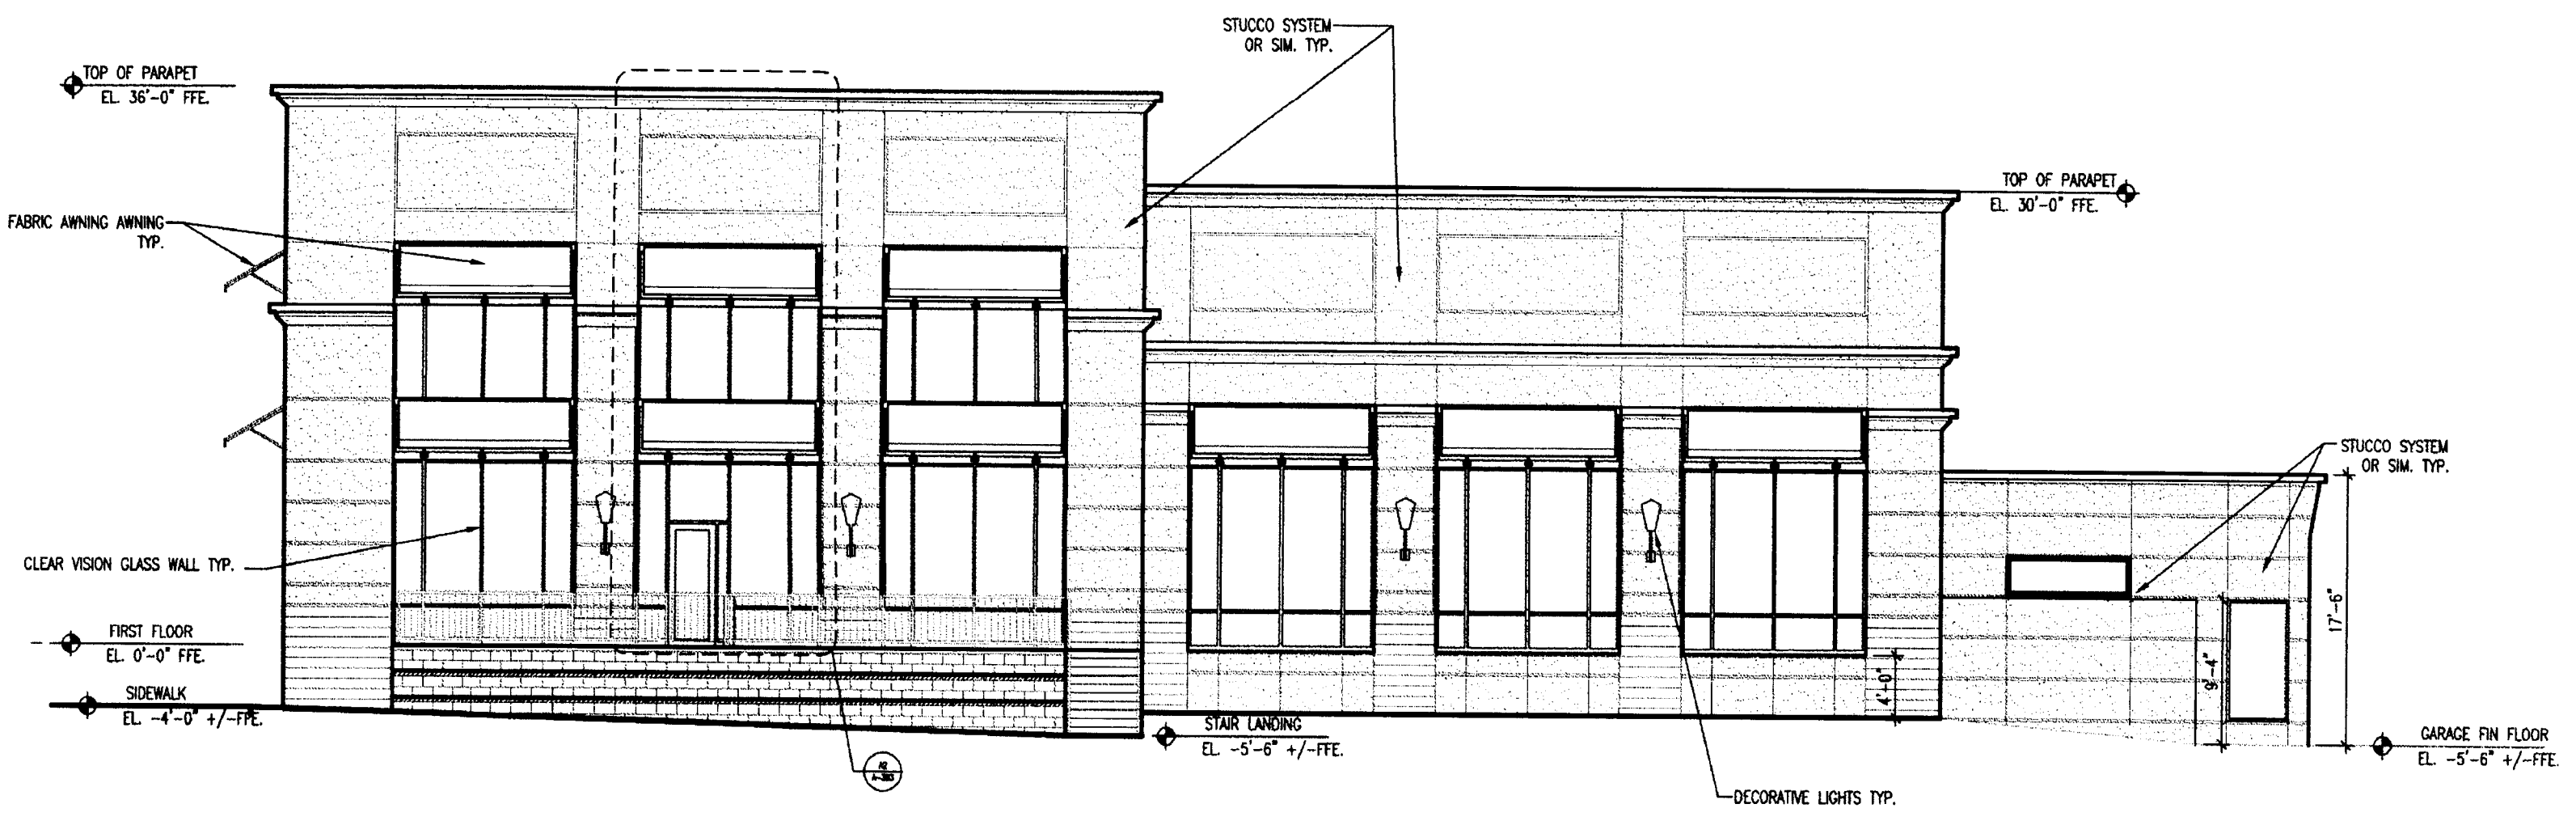 STUCCO SYSTEM
OR SIM. TYP.
TOP OF PARAPET
EL. 36'-0" FFE.
TOP OF PARAPET
EL. 30'-0" FFE.
FABRIC AWNING AWNING
TYP.
STUCCO SYSTEM
OR SIM. TYP.
CLEAR VISION GLASS WALL TYP.
17'-6"
FIRST FLOOR
EL. 0'-0" FFE.
9'-4"
4'-0"
SIDEWALK
EL. -4'-0" +/-FFE.
STAIR LANDING
EL. -5'-6" +/-FFE.
GARAGE FIN FLOOR
EL. -5'-6" +/-FFE.
DECORATIVE LIGHTS TYP.